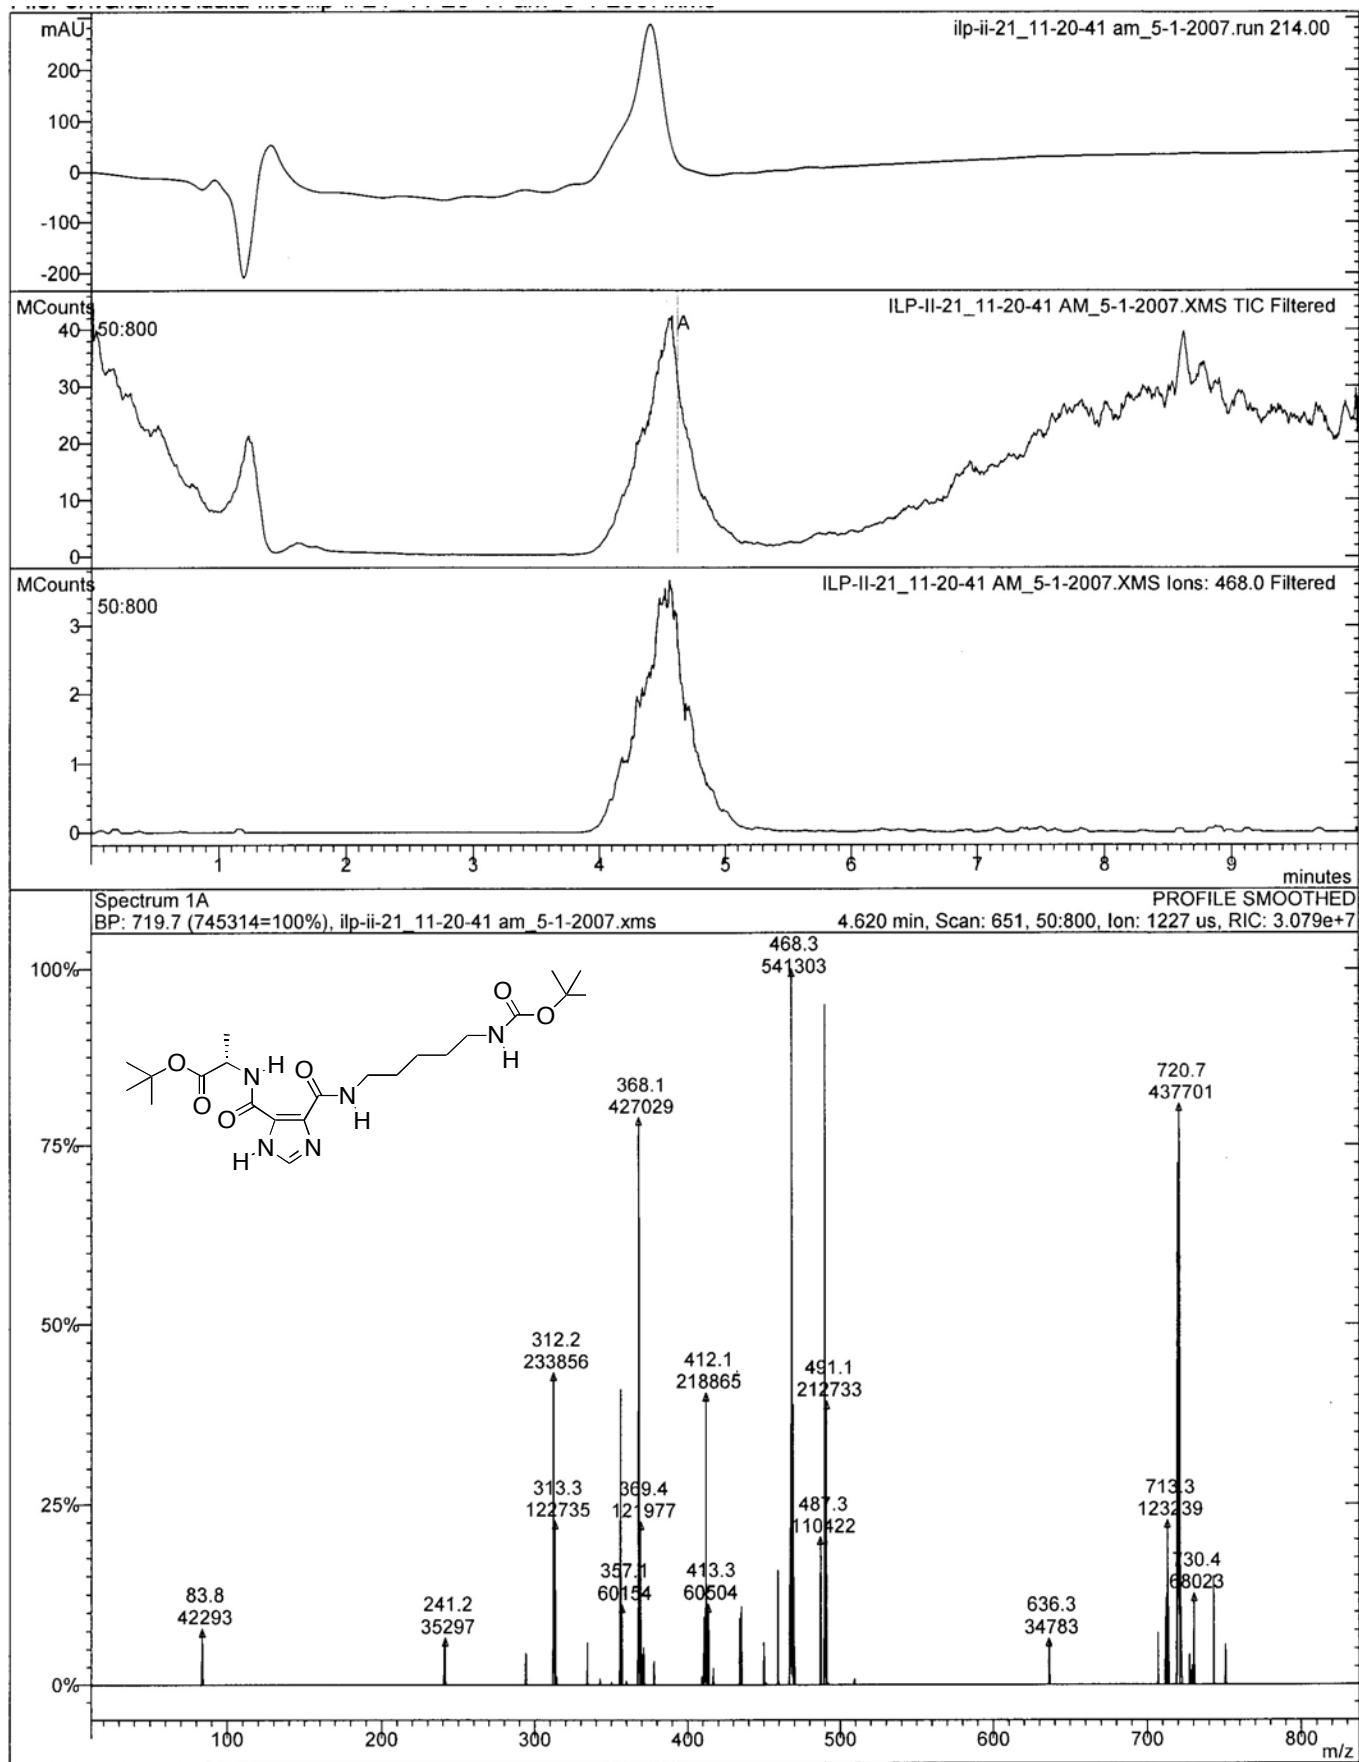 mAU
ilp-ii-21_11-20-41 am_5-1-2007.run 214.00
200
100
0
-100
-200
MCounts
ILP-II-21_11-20-41 AM_5-1-2007.XMS TIC Filtered
50:800
40
30
20
10
0
MCounts
ILP-II-21_11-20-41 AM_5-1-2007.XMS Ions: 468.0 Filtered
50:800
3
2
1
0
A
1 2 3 4 5 6 7 8 9
minutes
Spectrum 1A
PROFILE SMOOTHED
BP: 719.7 (745314=100%), ilp-ii-21_11-20-41 am_5-1-2007.xms
4.620 min, Scan: 651, 50:800, Ion: 1227 us, RIC: 3.079e+7
100%
75%
50%
25%
0%
468.3
541303
368.1
427029
720.7
437701
312.2
233856
412.1
218865
491.1
212733
313.3
122735
369.4
121977
487.3
110422
713.3
123239
357.1
60154
413.3
60504
730.4
68023
83.8
42293
241.2
35297
636.3
34783
O
O
N
H
O
N
H
O
O
N
H
O
O
H
N
N
100 200 300 400 500 600 700 800
m/z